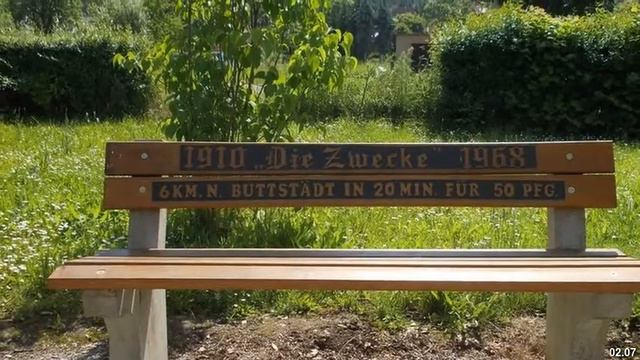 1910 „Die Zwecke“ 1968
6KM. N. BUTTSTÄDT IN 20 MIN. FÜR 50 PFG.
02.07